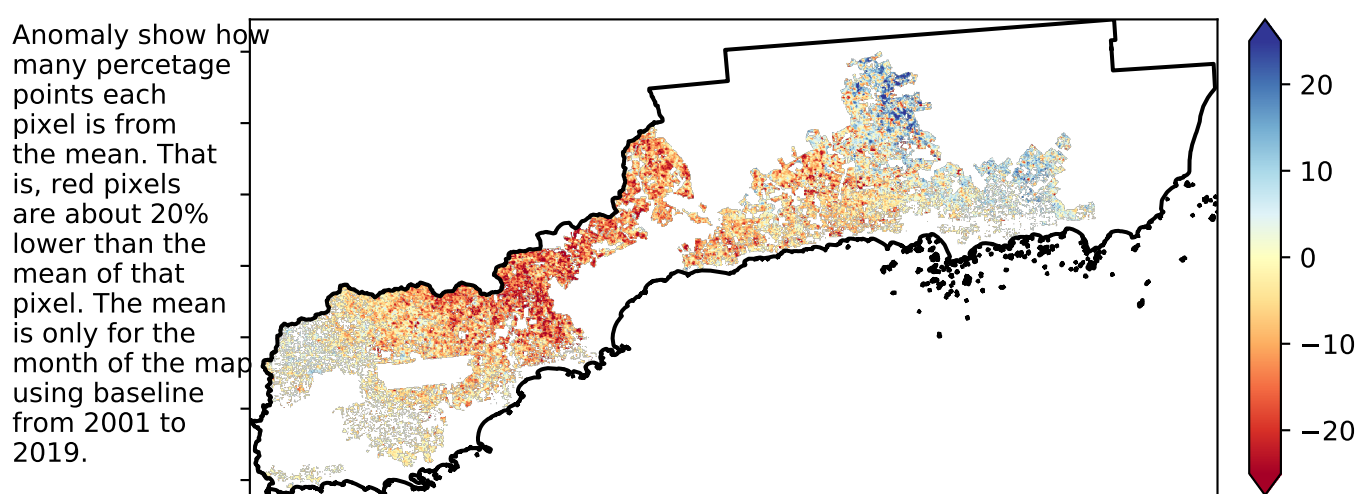 Anomaly show how
many percetage
points each
pixel is from
the mean. That
is, red pixels
are about 20%
lower than the
mean of that
pixel. The mean
is only for the
month of the map
using baseline
from 2001 to
2019.
20
10
0
−10
−20